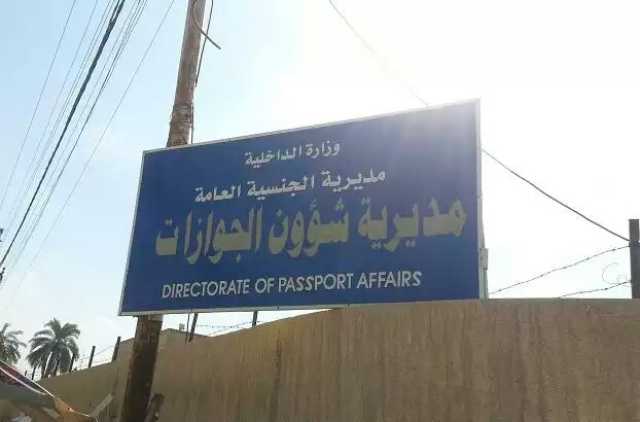 وزارة الداخلية
مديرية الجنسية العامة
مديرية شؤون الجوازات
DIRECTORATE OF PASSPORT AFFAIRS